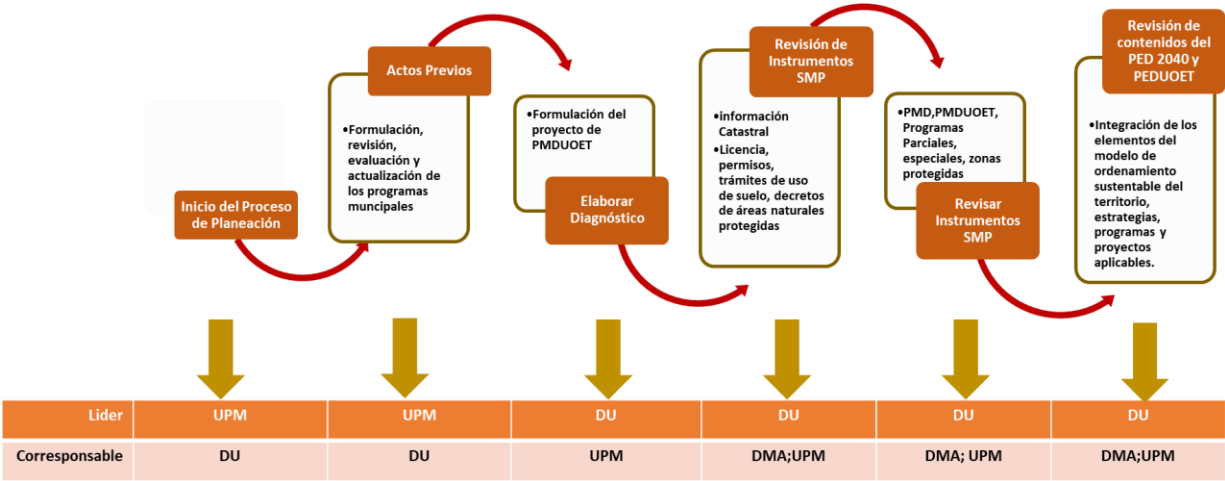 Inicio del Proceso
de Planeación
Actos Previos
•Formulación,
revisión,
evaluación y
actualización de
los programas
muncipales
•Formulación del
proyecto de
PMDUOET
Elaborar
Diagnóstico
Revisión de
Instrumentos
SMP
•información
Catastral
•Licencia,
permisos,
trámites de uso
de suelo, decretos
de áreas naturales
protegidas
•PMD,PMDUOET,
Programas
Parciales,
especiales, zonas
protegidas
Revisar
Instrumentos
SMP
Revisión de
contenidos del
PED 2040 y
PEDUOET
•Integración de los
elementos del
modelo de
ordenamiento
sustentable del
territorio,
estrategias,
programas y
proyectos
aplicables.
Lider UPM UPM DU DU DU DU
Corresponsable DU DU UPM DMA;UPM DMA; UPM DMA;UPM